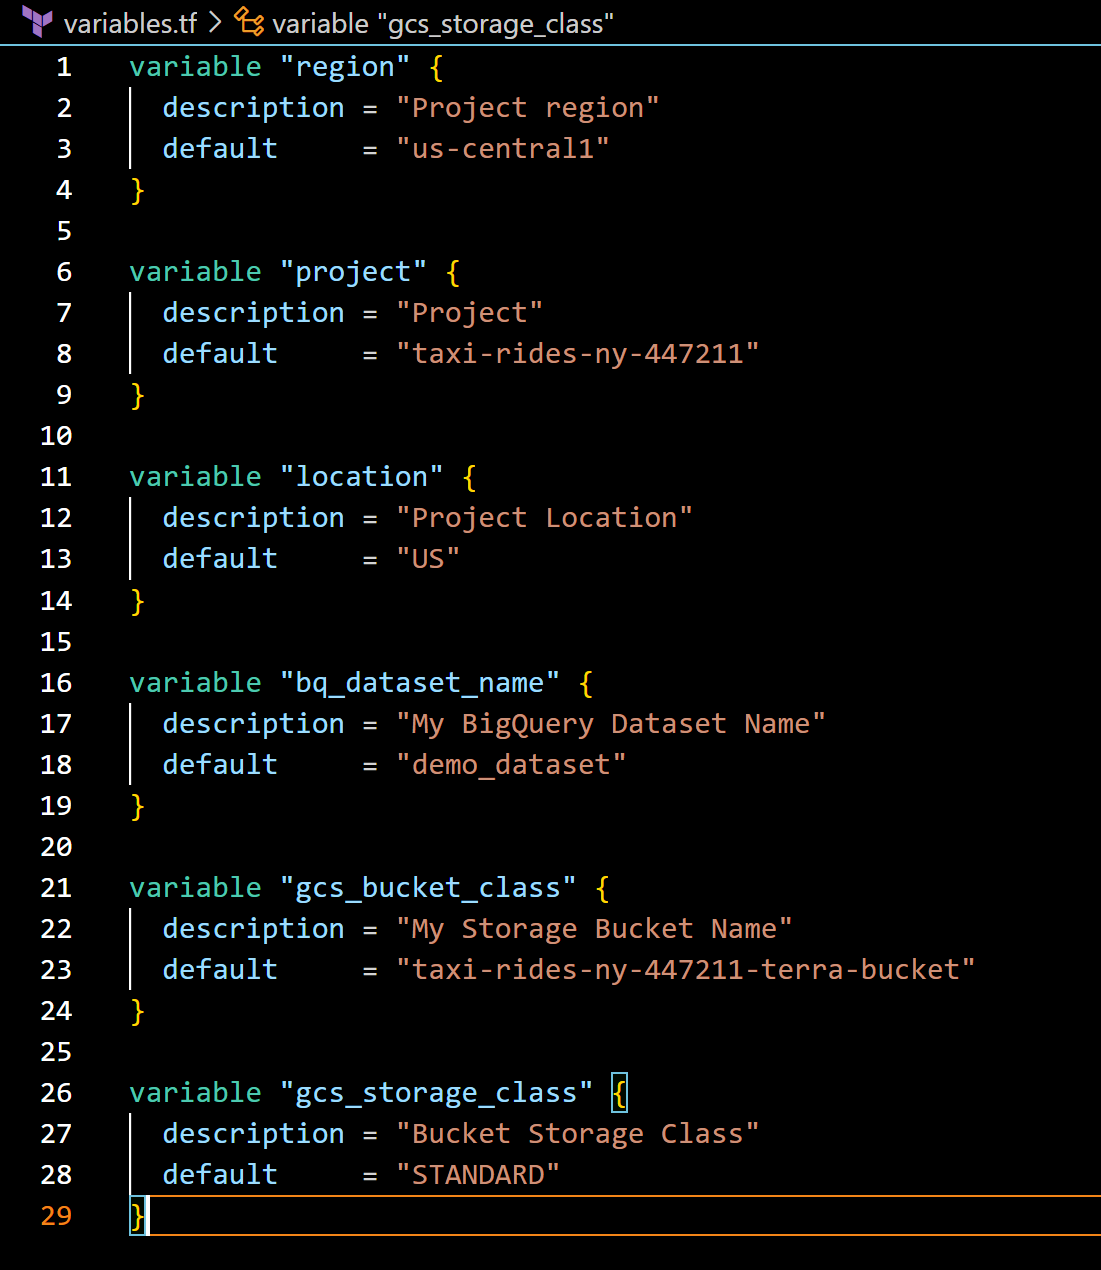 variables.tf > variable "gcs_storage_class"
1 variable "region" {
2   description = "Project region"
3   default     = "us-central1"
4 }
5
6 variable "project" {
7   description = "Project"
8   default     = "taxi-rides-ny-447211"
9 }
10
11 variable "location" {
12   description = "Project Location"
13   default     = "US"
14 }
15
16 variable "bq_dataset_name" {
17   description = "My BigQuery Dataset Name"
18   default     = "demo_dataset"
19 }
20
21 variable "gcs_bucket_class" {
22   description = "My Storage Bucket Name"
23   default     = "taxi-rides-ny-447211-terra-bucket"
24 }
25
26 variable "gcs_storage_class" {
27   description = "Bucket Storage Class"
28   default     = "STANDARD"
29 }